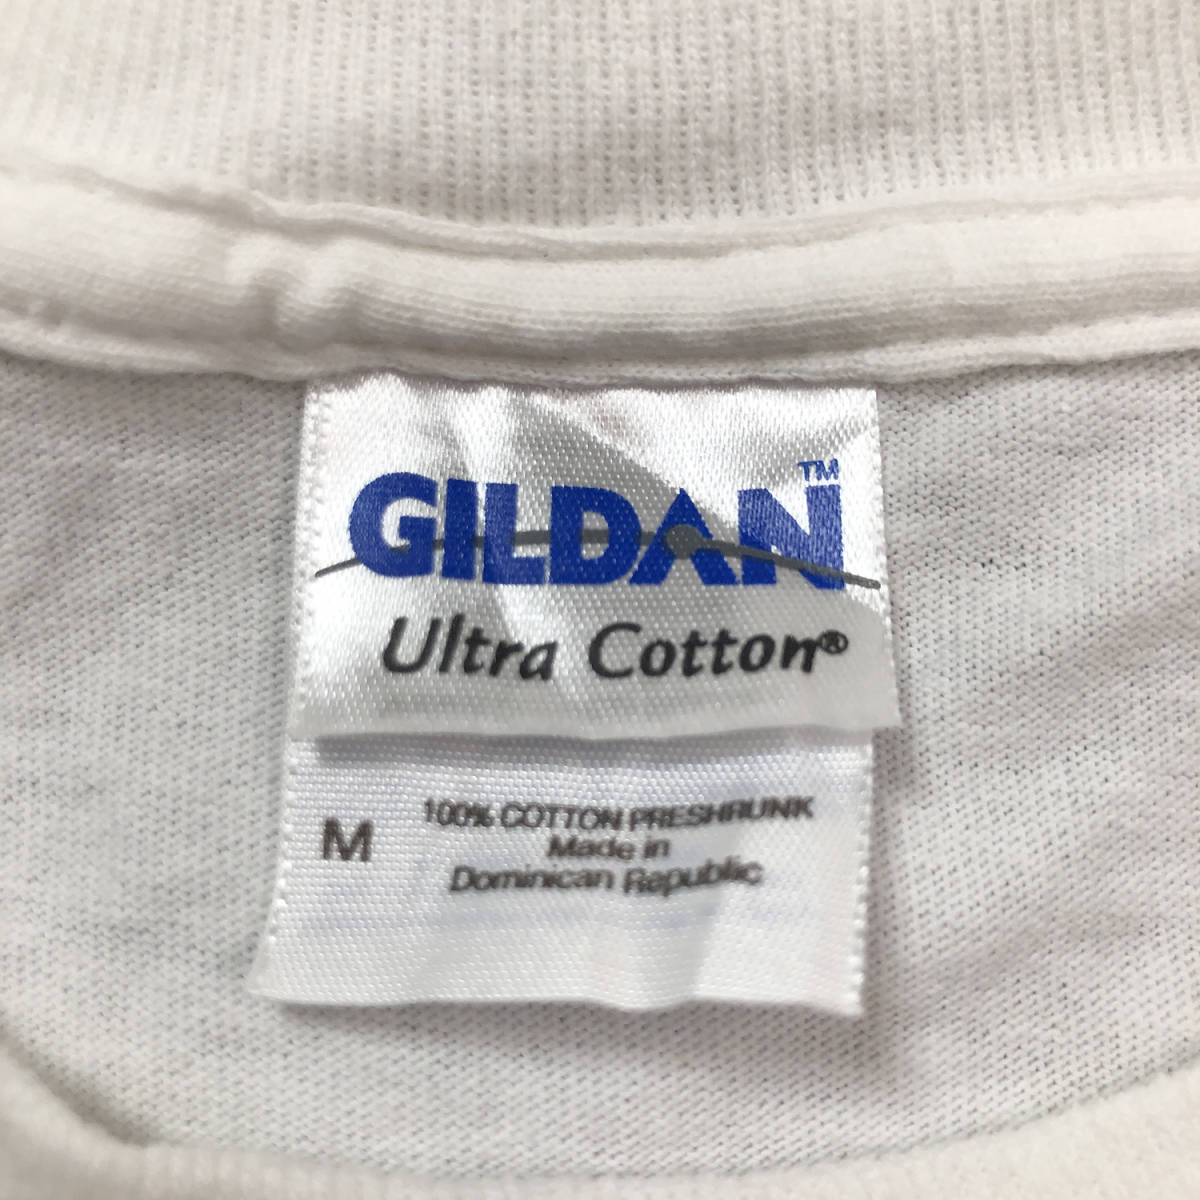 GILDAN™
Ultra Cotton®
M
100% COTTON PRESHRUNK
Made in
Dominican Republic